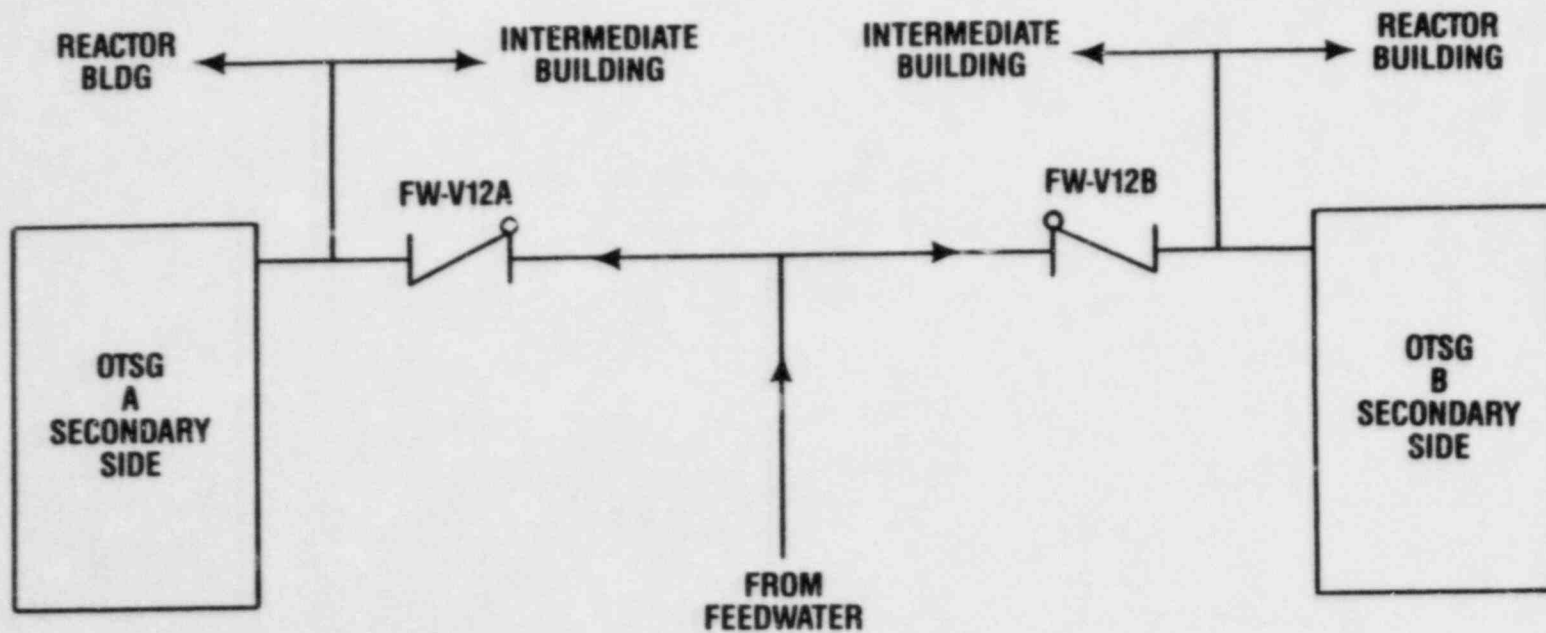 REACTOR
BLDG
INTERMEDIATE
BUILDING
INTERMEDIATE
BUILDING
REACTOR
BUILDING
FW-V12A
FW-V12B
OTSG
A
SECONDARY
SIDE
OTSG
B
SECONDARY
SIDE
FROM
FEEDWATER